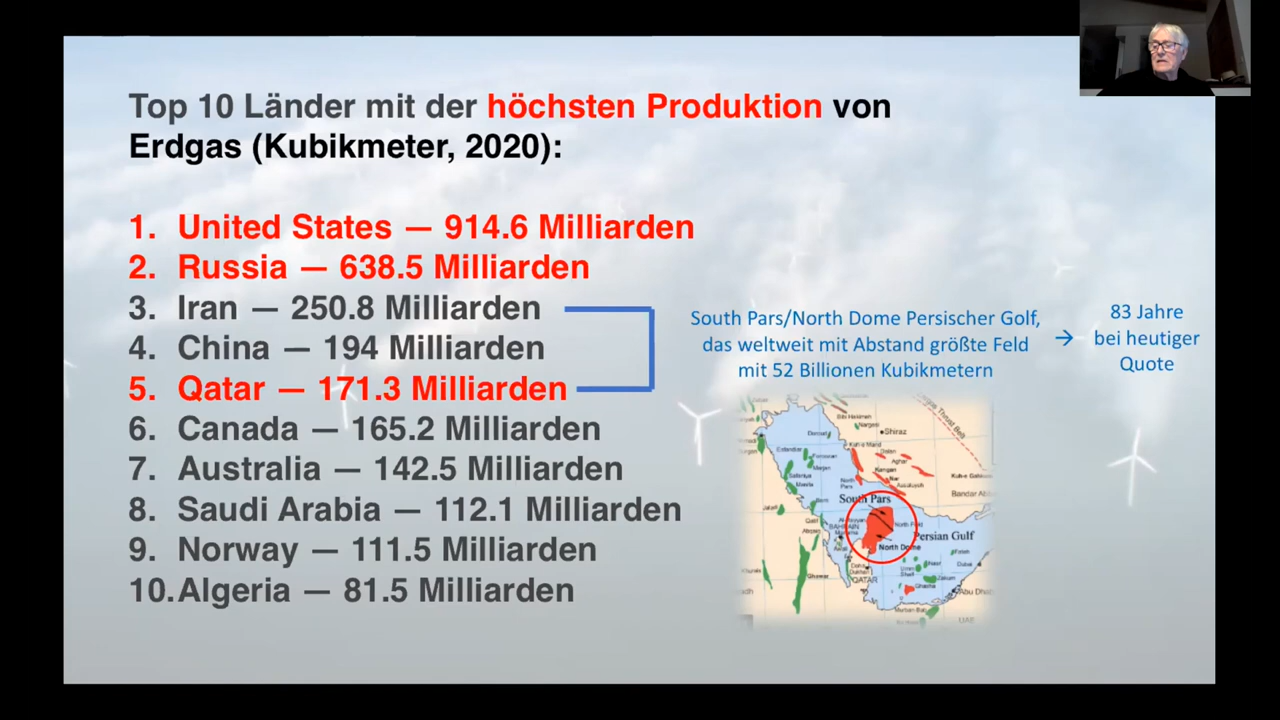 Top 10 Länder mit der höchsten Produktion von
Erdgas (Kubikmeter, 2020):
1. United States — 914.6 Milliarden
2. Russia — 638.5 Milliarden
3. Iran — 250.8 Milliarden
4. China — 194 Milliarden
5. Qatar — 171.3 Milliarden
6. Canada — 165.2 Milliarden
7. Australia — 142.5 Milliarden
8. Saudi Arabia — 112.1 Milliarden
9. Norway — 111.5 Milliarden
10. Algeria — 81.5 Milliarden
South Pars/North Dome Persischer Golf,
das weltweit mit Abstand größte Feld
mit 52 Billionen Kubikmetern
→
83 Jahre
bei heutiger
Quote
Shiraz
South Pars
Persian Gulf
North Dome
QATAR
UAE